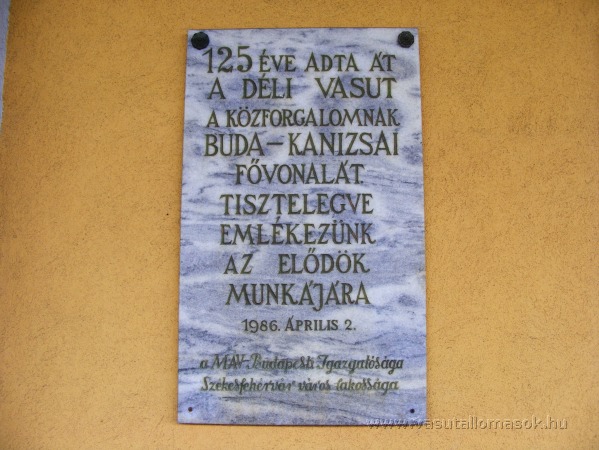 125 ÉVE ADTA ÁT
A DÉLI VASUT
A KÖZFORGALOMNAK
BUDA-KANIZSAI
FŐVONALÁT.
TISZTELEGVE
EMLÉKEZÜNK
AZ ELŐDÖK
MUNKÁJÁRA
1986. ÁPRILIS 2.
a MÁV Budapesti Igazgatósága
Székesfehérvár város lakossága
www.vasutallomasok.hu